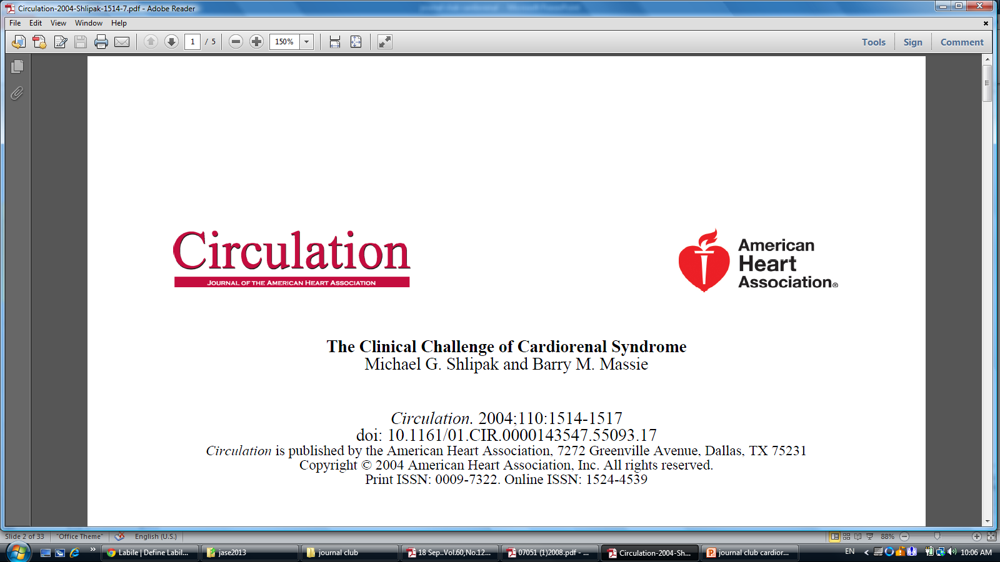 Circulation-2004-Shlipak-1514-7.pdf - Adobe Reader
File Edit View Window Help
1 / 5 150% Tools Sign Comment
Circulation
JOURNAL OF THE AMERICAN HEART ASSOCIATION
American
Heart
Association®
The Clinical Challenge of Cardiorenal Syndrome
Michael G. Shlipak and Barry M. Massie
Circulation. 2004;110:1514-1517
doi: 10.1161/01.CIR.0000143547.55093.17
Circulation is published by the American Heart Association, 7272 Greenville Avenue, Dallas, TX 75231
Copyright © 2004 American Heart Association, Inc. All rights reserved.
Print ISSN: 0009-7322. Online ISSN: 1524-4539
Slide 2 of 33 "Office Theme" English (U.S.) 88%
Labile | Define Labil... jase2013 journal club 18 Sep..Vol.60,No.12... 07051 (1)2008.pdf - ... Circulation-2004-Sh... journal club cardior... EN 10:06 AM